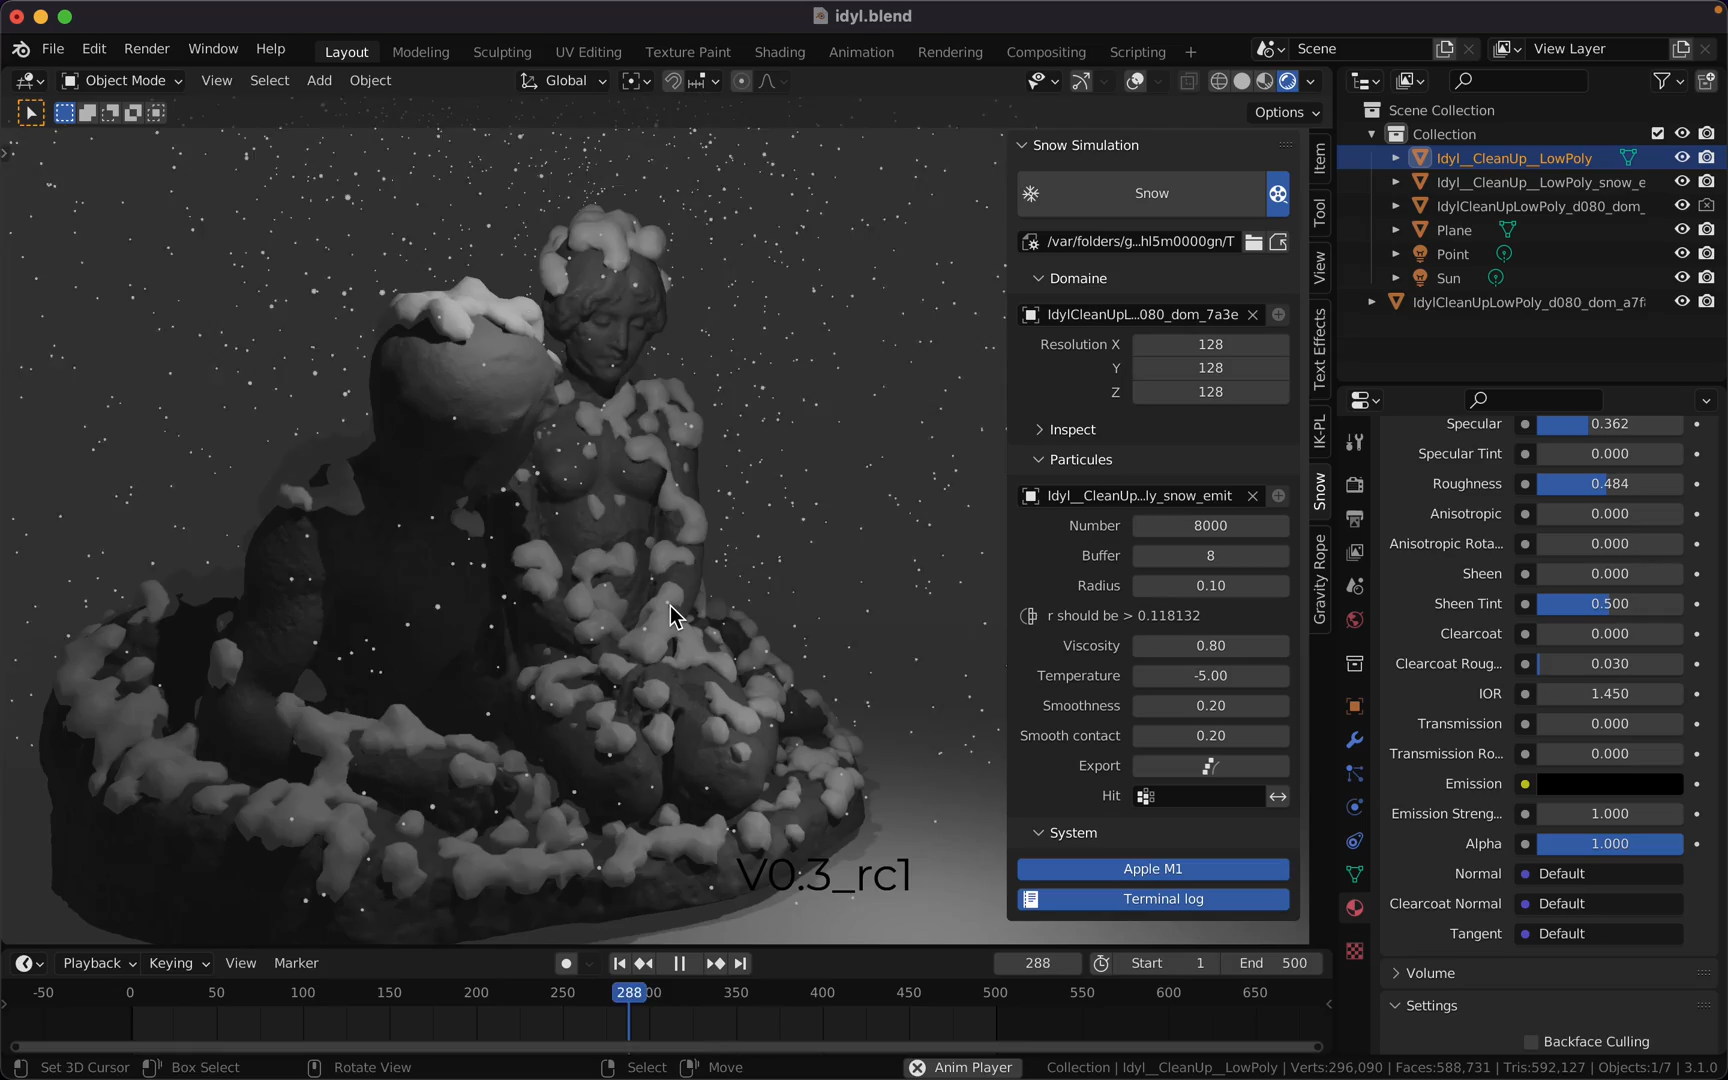 idyl.blend
File Edit Render Window Help Layout Modeling Sculpting UV Editing Texture Paint Shading Animation Rendering Compositing Scripting + Scene View Layer
Object Mode View Select Add Object Global
Options
Snow Simulation
Snow
/var/folders/g...hl5m0000gn/T
Domaine
IdylCleanUpL...080_dom_7a3e
Resolution X 128
Y 128
Z 128
Inspect
Particules
Idyl__CleanUp...ly_snow_emit
Number 8000
Buffer 8
Radius 0.10
r should be > 0.118132
Viscosity 0.80
Temperature -5.00
Smoothness 0.20
Smooth contact 0.20
Export
Hit
System
Apple M1
Terminal log
Item
Tool
View
Text Effects
IK-PL
Snow
Gravity Rope
V0.3_rc1
Scene Collection
Collection
Idyl__CleanUp__LowPoly
Idyl__CleanUp__LowPoly_snow_e
IdylCleanUpLowPoly_d080_dom_
Plane
Point
Sun
IdylCleanUpLowPoly_d080_dom_a7f
Specular 0.362
Specular Tint 0.000
Roughness 0.484
Anisotropic 0.000
Anisotropic Rota... 0.000
Sheen 0.000
Sheen Tint 0.500
Clearcoat 0.000
Clearcoat Roug... 0.030
IOR 1.450
Transmission 0.000
Transmission Ro... 0.000
Emission
Emission Streng... 1.000
Alpha 1.000
Normal Default
Clearcoat Normal Default
Tangent Default
Volume
Settings
Backface Culling
Playback Keying View Marker 288 Start 1 End 500
-50 0 50 100 150 200 250 288 00 350 400 450 500 550 600 650
Set 3D Cursor Box Select Rotate View Select Move Anim Player Collection | Idyl__CleanUp__LowPoly | Verts:296,090 | Faces:588,731 | Tris:592,127 | Objects:1/7 | 3.1.0